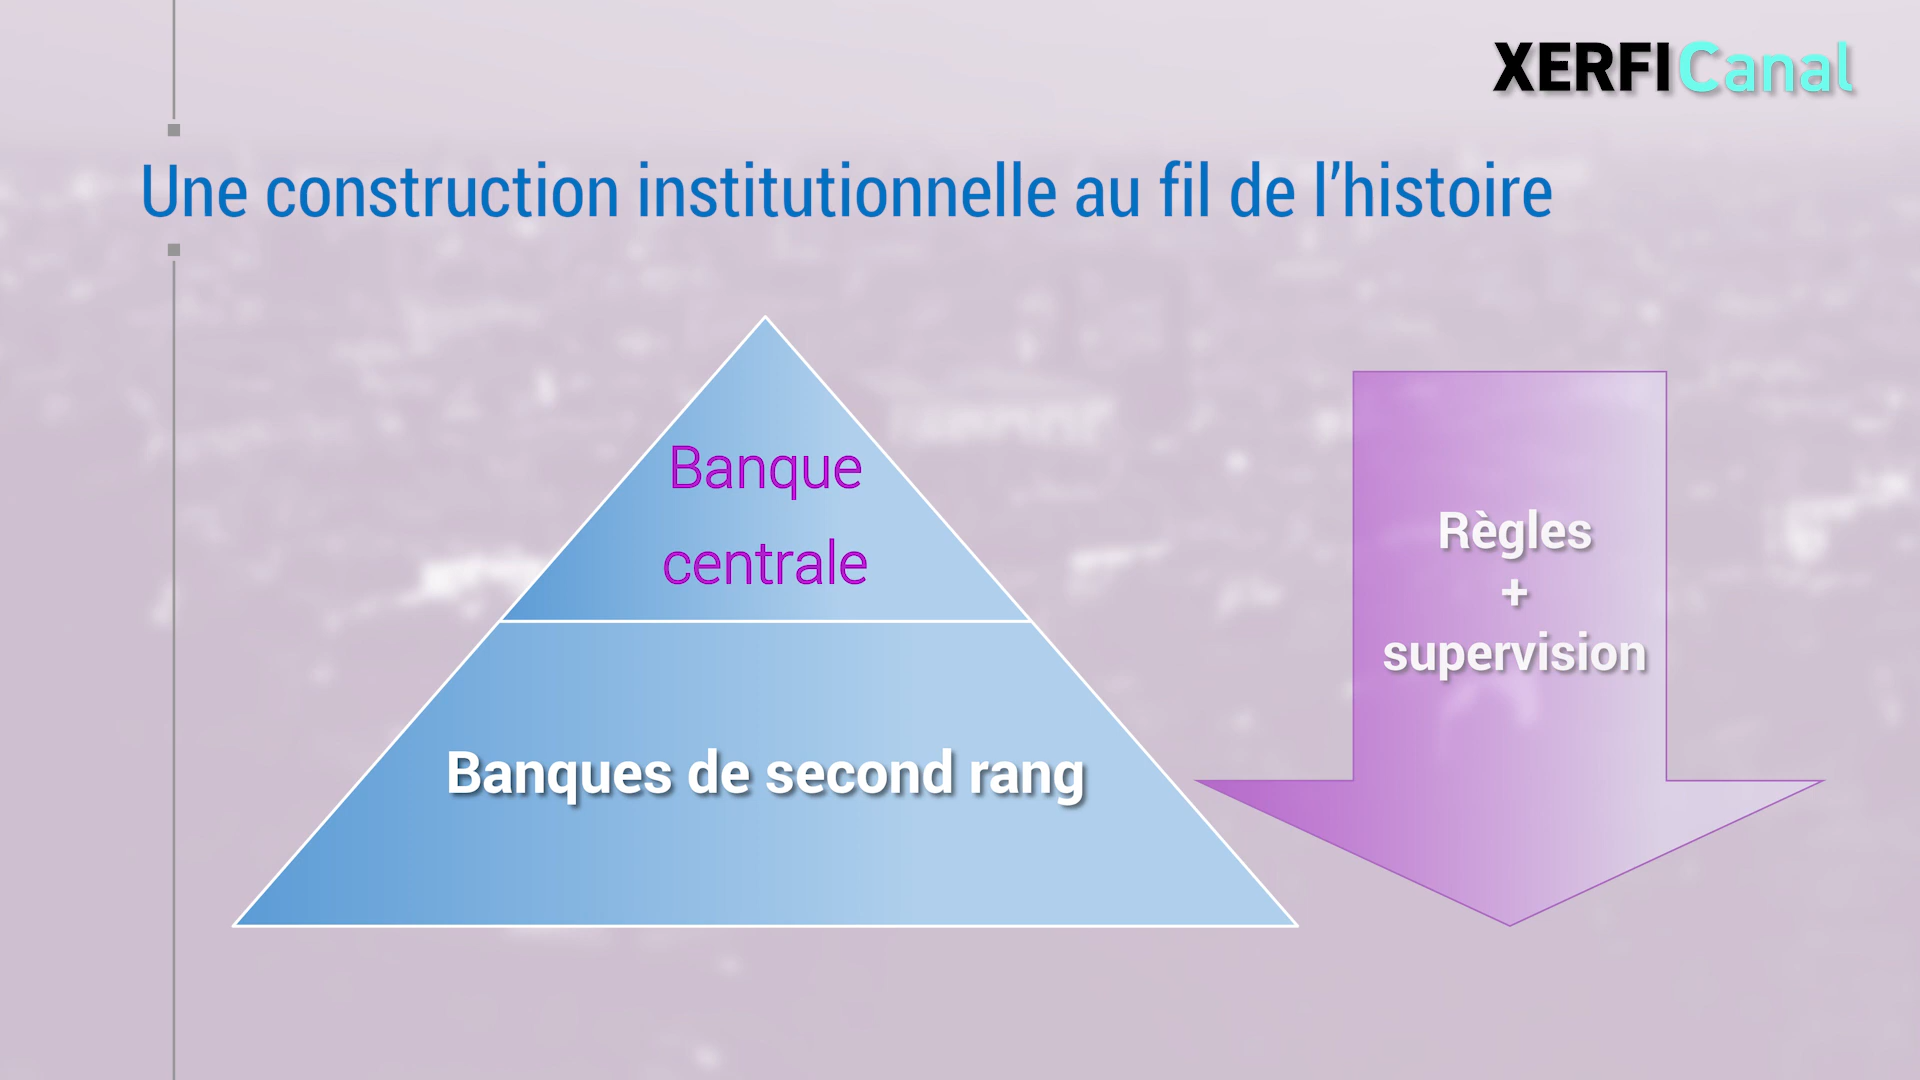 XERFI Canal
Une construction institutionnelle au fil de l’histoire
Banque
centrale
Banques de second rang
Règles
+
supervision